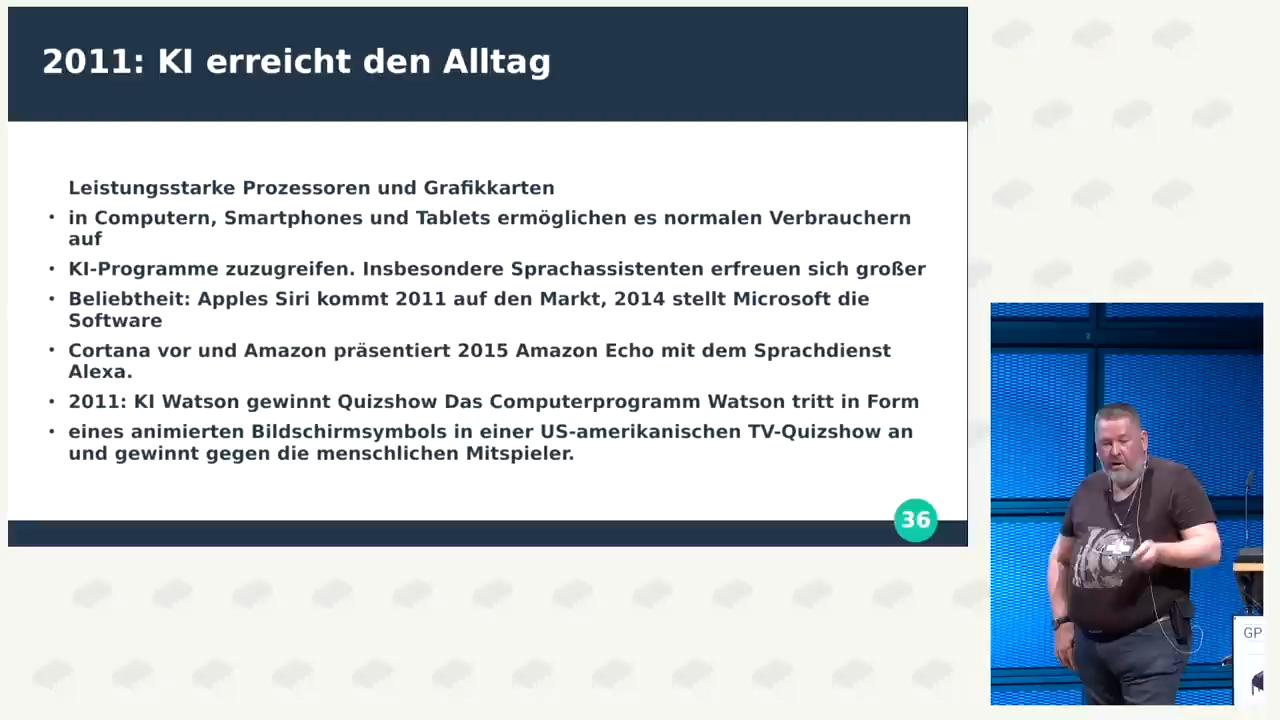 2011: KI erreicht den Alltag
Leistungsstarke Prozessoren und Grafikkarten
• in Computern, Smartphones und Tablets ermöglichen es normalen Verbrauchern
auf
• KI-Programme zuzugreifen. Insbesondere Sprachassistenten erfreuen sich großer
• Beliebtheit: Apples Siri kommt 2011 auf den Markt, 2014 stellt Microsoft die
Software
• Cortana vor und Amazon präsentiert 2015 Amazon Echo mit dem Sprachdienst
Alexa.
• 2011: KI Watson gewinnt Quizshow Das Computerprogramm Watson tritt in Form
• eines animierten Bildschirmsymbols in einer US-amerikanischen TV-Quizshow an
und gewinnt gegen die menschlichen Mitspieler.
36
GP